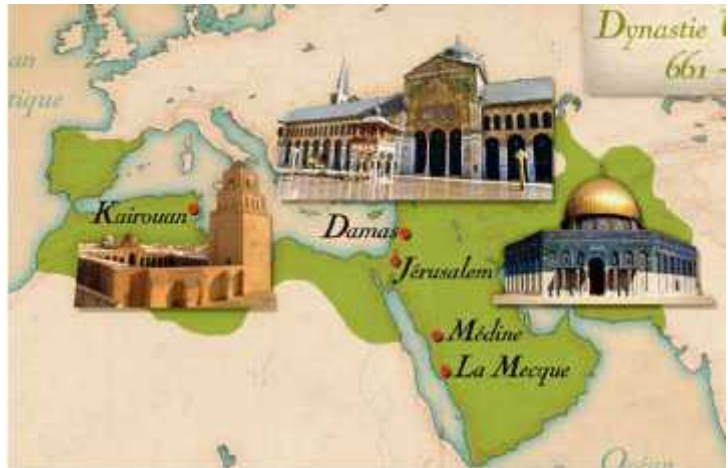 Dynastie
661 -
Kairouan
Damas
Jérusalem
Médine
La Mecque